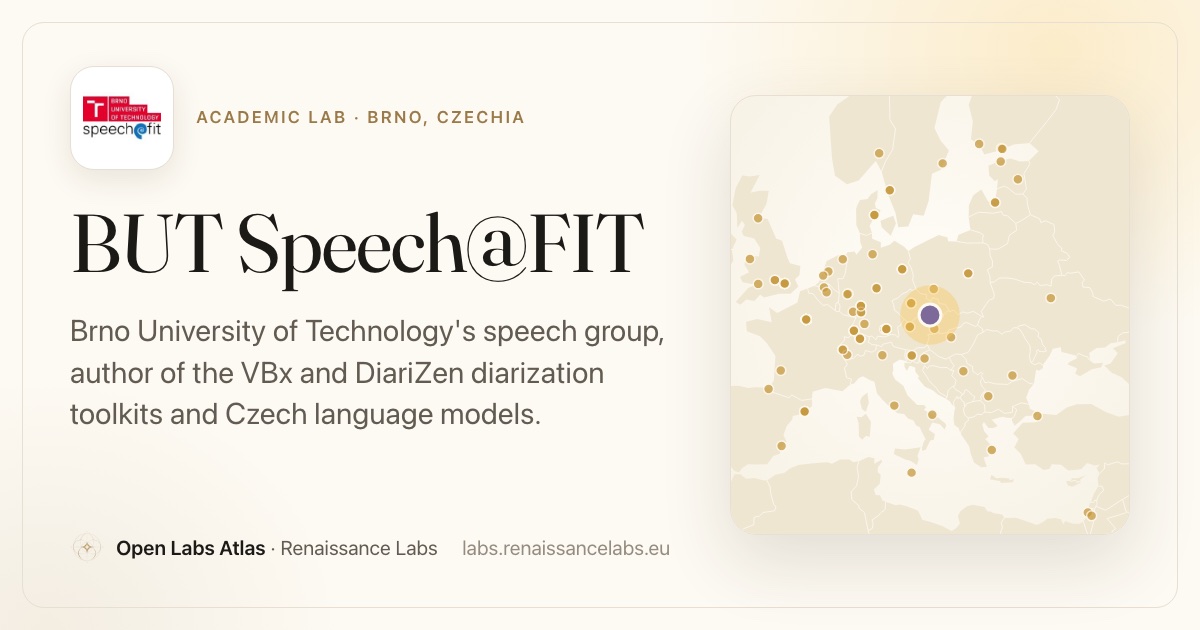 BRNO
UNIVERSITY
OF TECHNOLOGY
speech@fit
ACADEMIC LAB · BRNO, CZECHIA
BUT Speech@FIT
Brno University of Technology's speech group,
author of the VBx and DiariZen diarization
toolkits and Czech language models.
Open Labs Atlas · Renaissance Labs labs.renaissancelabs.eu